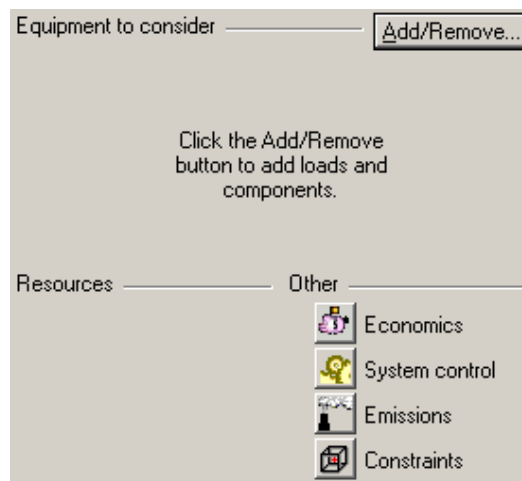 Equipment to consider
Add/Remove...
Click the Add/Remove
button to add loads and
components.
Resources
Other
Economics
System control
Emissions
Constraints